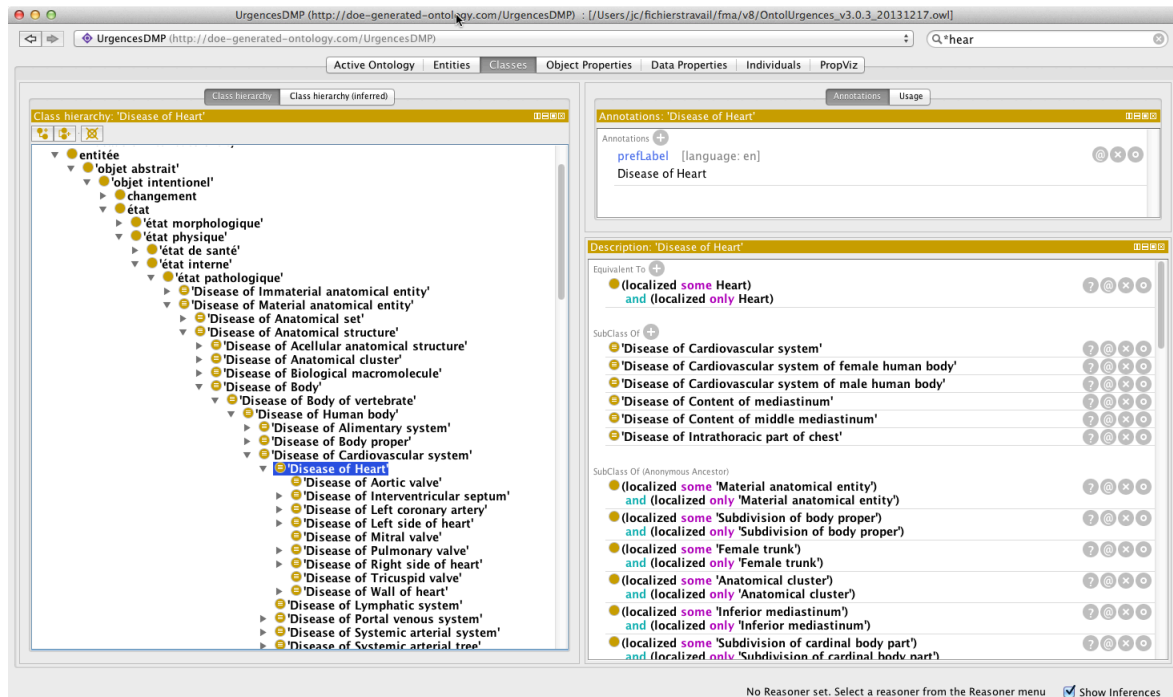 UrgencesDMP (http://doe-generated-ontology.com/UrgencesDMP) : [/Users/jc/fichierstravail/fma/v8/OntolUrgences_v3.0.3_20131217.owl]
UrgencesDMP (http://doe-generated-ontology.com/UrgencesDMP)
*hear
Active Ontology Entities Classes Object Properties Data Properties Individuals PropViz
Class hierarchy Class hierarchy (inferred)
Class hierarchy: 'Disease of Heart'
entitée
'objet abstrait'
'objet intentionel'
changement
état
'état morphologique'
'état physique'
'état de santé'
'état interne'
'état pathologique'
'Disease of Immaterial anatomical entity'
'Disease of Material anatomical entity'
'Disease of Anatomical set'
'Disease of Anatomical structure'
'Disease of Acellular anatomical structure'
'Disease of Anatomical cluster'
'Disease of Biological macromolecule'
'Disease of Body'
'Disease of Body of vertebrate'
'Disease of Human body'
'Disease of Alimentary system'
'Disease of Body proper'
'Disease of Cardiovascular system'
'Disease of Heart'
'Disease of Aortic valve'
'Disease of Interventricular septum'
'Disease of Left coronary artery'
'Disease of Left side of heart'
'Disease of Mitral valve'
'Disease of Pulmonary valve'
'Disease of Right side of heart'
'Disease of Tricuspid valve'
'Disease of Wall of heart'
'Disease of Lymphatic system'
'Disease of Portal venous system'
'Disease of Systemic arterial system'
'Disease of Systemic arterial tree'
Annotations Usage
Annotations: 'Disease of Heart'
Annotations
prefLabel [language: en]
Disease of Heart
Description: 'Disease of Heart'
Equivalent To
(localized some Heart)
and (localized only Heart)
SubClass Of
'Disease of Cardiovascular system'
'Disease of Cardiovascular system of female human body'
'Disease of Cardiovascular system of male human body'
'Disease of Content of mediastinum'
'Disease of Content of middle mediastinum'
'Disease of Intrathoracic part of chest'
SubClass Of (Anonymous Ancestor)
(localized some 'Material anatomical entity')
and (localized only 'Material anatomical entity')
(localized some 'Subdivision of body proper')
and (localized only 'Subdivision of body proper')
(localized some 'Female trunk')
and (localized only 'Female trunk')
(localized some 'Anatomical cluster')
and (localized only 'Anatomical cluster')
(localized some 'Inferior mediastinum')
and (localized only 'Inferior mediastinum')
(localized some 'Subdivision of cardinal body part')
and (localized only 'Subdivision of cardinal body part')
No Reasoner set. Select a reasoner from the Reasoner menu Show Inferences